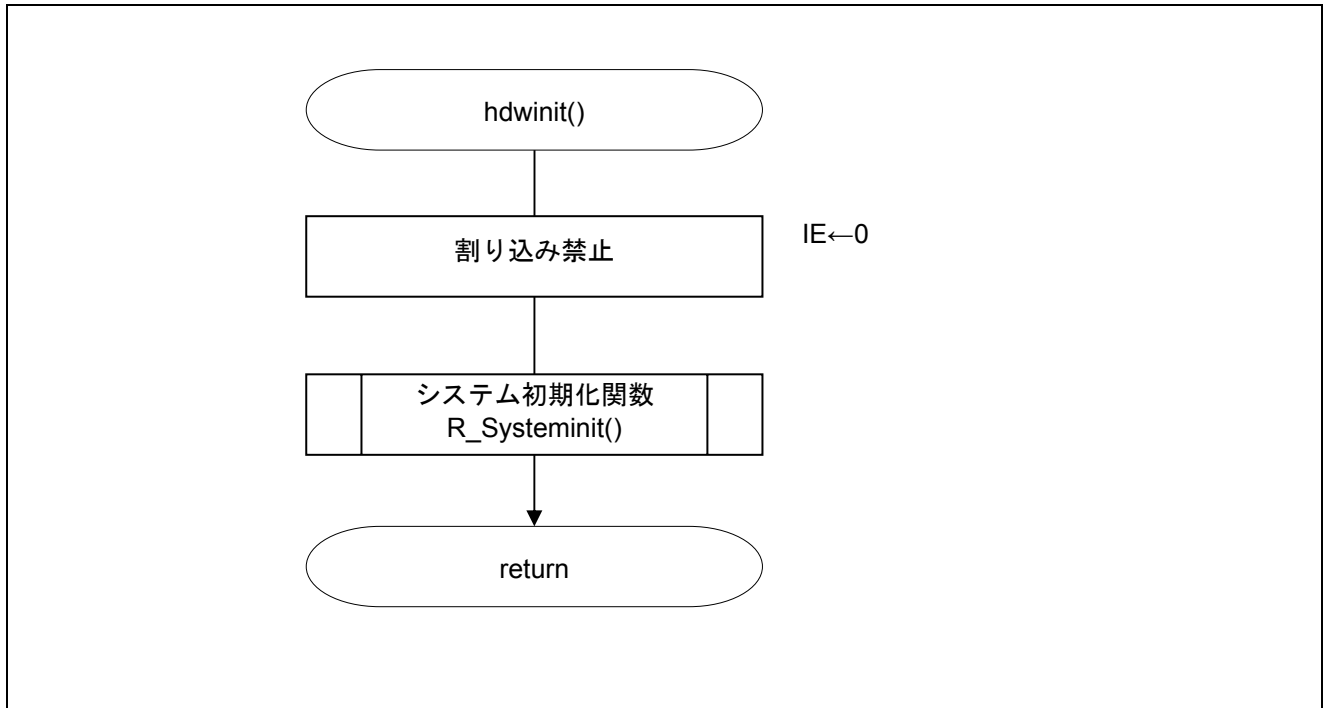 hdwinit()
割り込み禁止
IE←0
システム初期化関数
R_Systeminit()
return